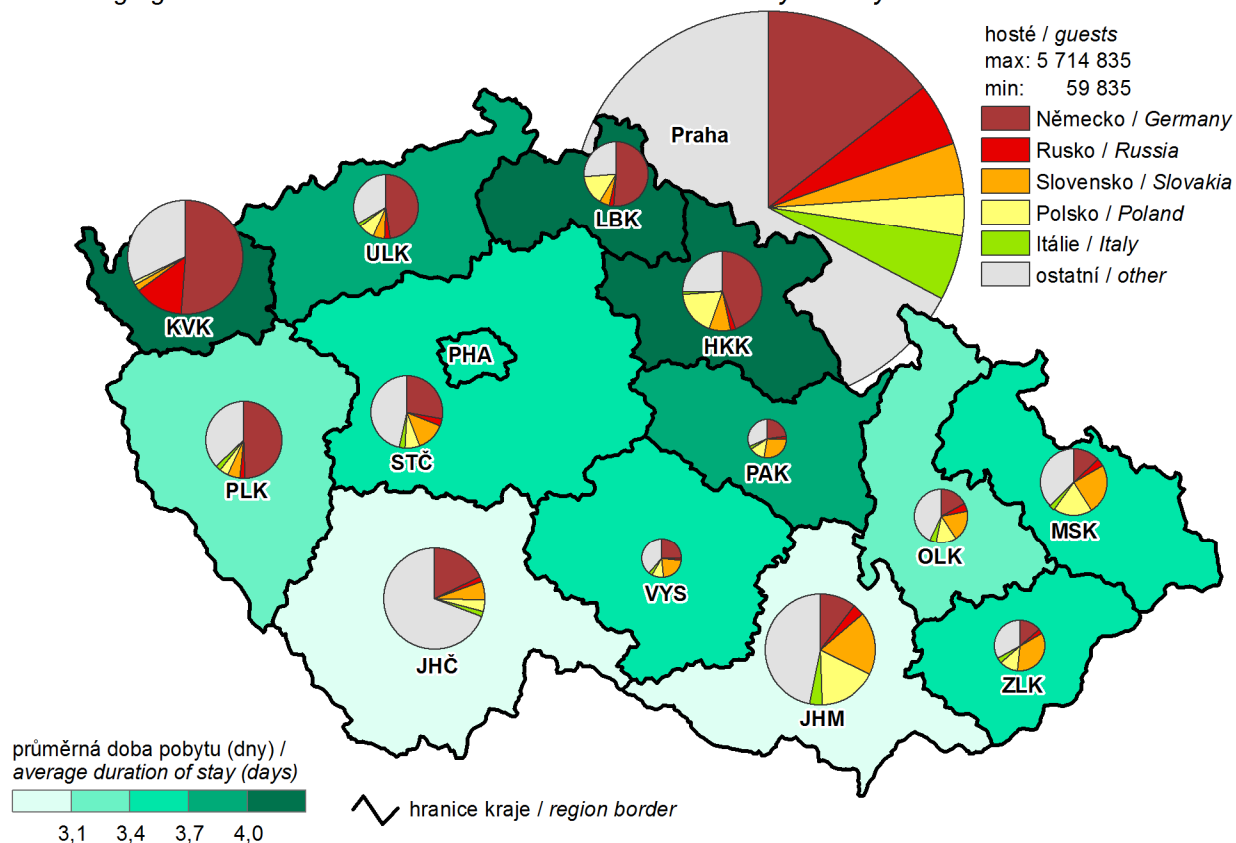 hosté / guests
max: 5 714 835
min: 59 835
Německo / Germany
Rusko / Russia
Slovensko / Slovakia
Polsko / Poland
Itálie / Italy
ostatní / other
Praha
LBK
ULK
KVK
HKK
PHA
STČ
PAK
PLK
MSK
OLK
VYS
JHČ
ZLK
JHM
průměrná doba pobytu (dny) /
average duration of stay (days)
3,1 3,4 3,7 4,0
hranice kraje / region border